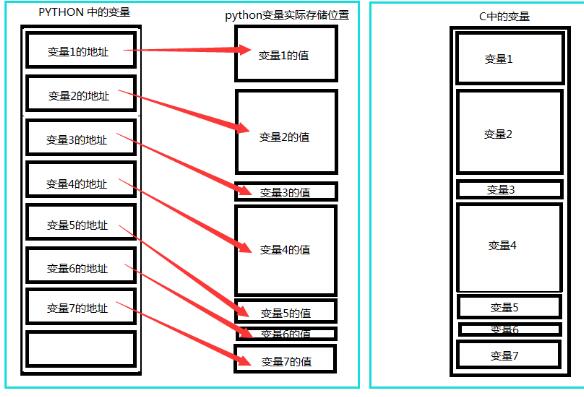 PYTHON 中的变量
变量1的地址
变量2的地址
变量3的地址
变量4的地址
变量5的地址
变量6的地址
变量7的地址
python变量实际存储位置
变量1的值
变量2的值
变量3的值
变量4的值
变量5的值
变量6的值
变量7的值
C中的变量
变量1
变量2
变量3
变量4
变量5
变量6
变量7